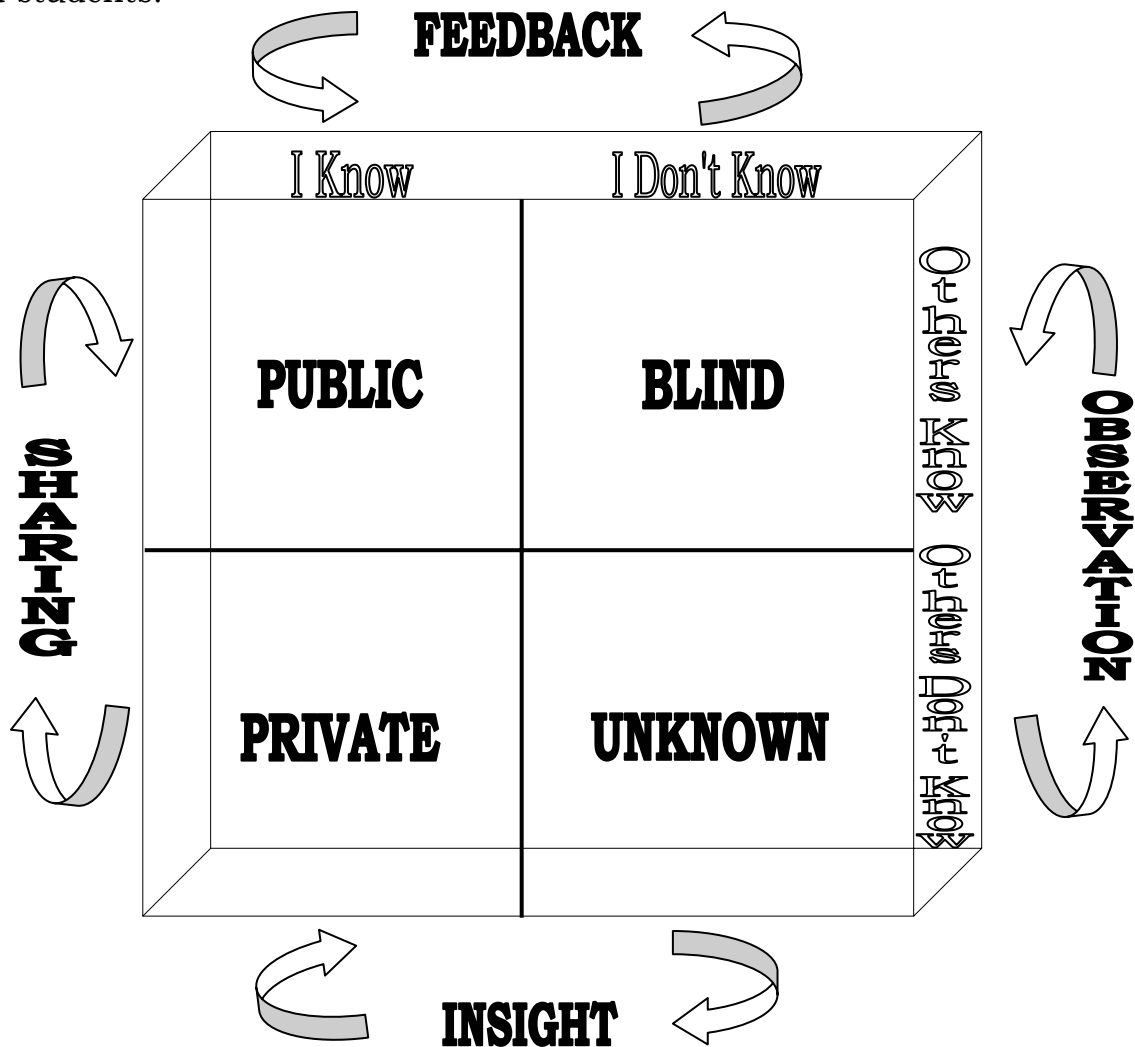 students.
FEEDBACK
I Know
I Don't Know
Others Know
PUBLIC
BLIND
SHARING
OBSERVATION
Others Don't Know
PRIVATE
UNKNOWN
INSIGHT